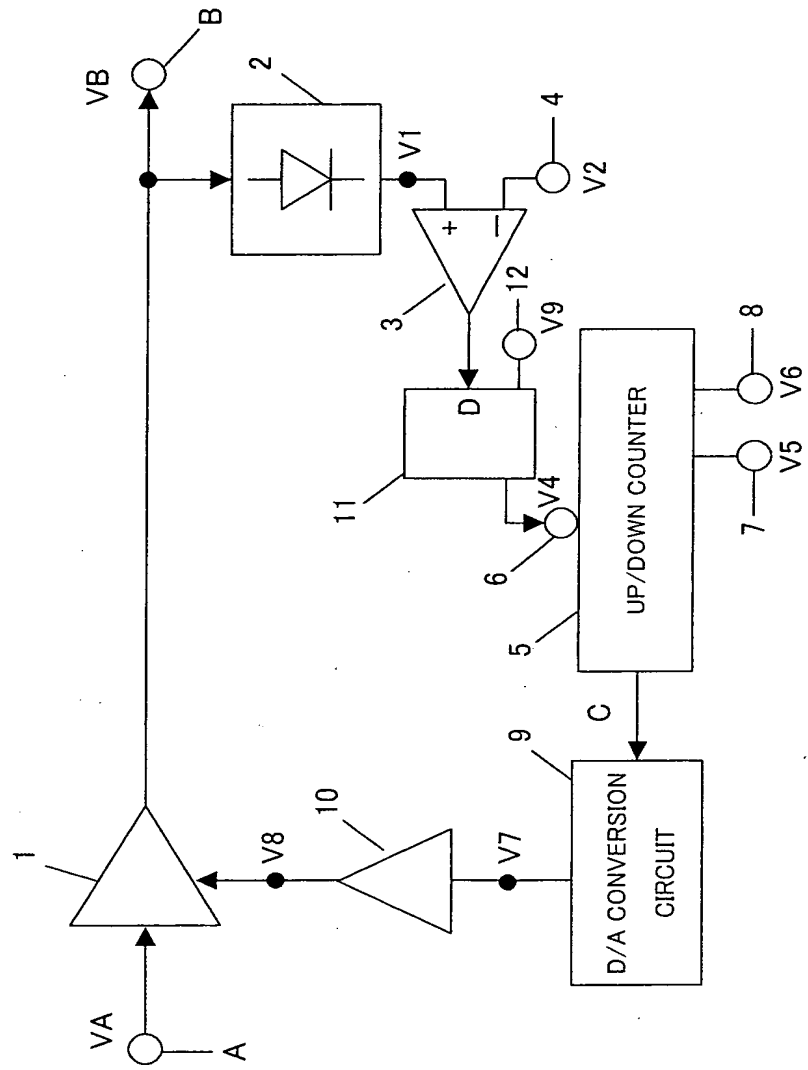 VA
A
1
VB
B
2
V1
4
V2
+
−
3
12
V9
D
11
V4
6
UP/DOWN COUNTER
5
8
V6
7
V5
C
9
D/A CONVERSION
CIRCUIT
V7
10
V8